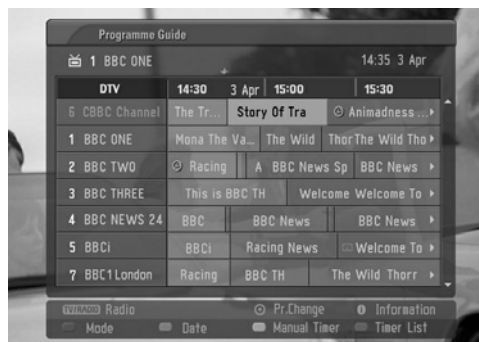 Programme Guide
1 BBC ONE 14:35 3 Apr
DTV 14:30 3 Apr 15:00 15:30
6 CBBC Channel The Tr... Story Of Tra Animadness ...
1 BBC ONE Mona The Va... The Wild Thor The Wild Tho
2 BBC TWO Racing A BBC News Sp BBC News
3 BBC THREE This is BBC TH Welcome Welcome To
4 BBC NEWS 24 BBC BBC News BBC News
5 BBCi BBCi Racing News Welcome To
7 BBC1 London Racing BBC TH The Wild Thorr
TV/RADIO Radio Pr.Change Information
Mode Date Manual Timer Timer List